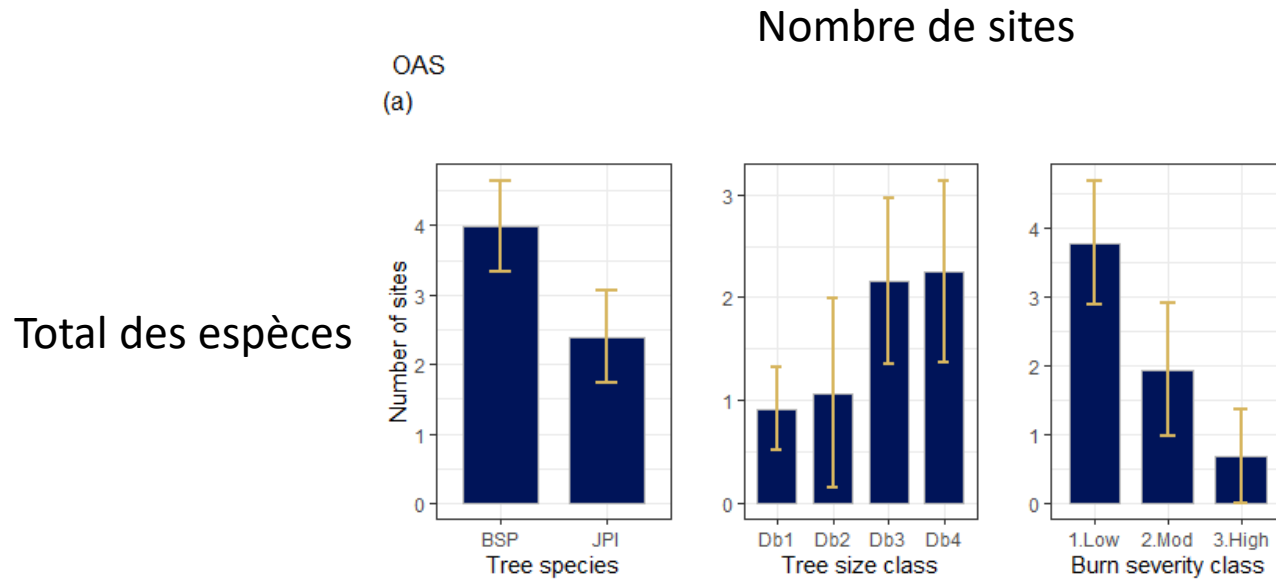 Nombre de sites
OAS
(a)
Total des espèces
Number of sites
4
3
2
1
0
BSP JPI
Tree species
3
2
1
0
Db1 Db2 Db3 Db4
Tree size class
4
3
2
1
0
1.Low 2.Mod 3.High
Burn severity class